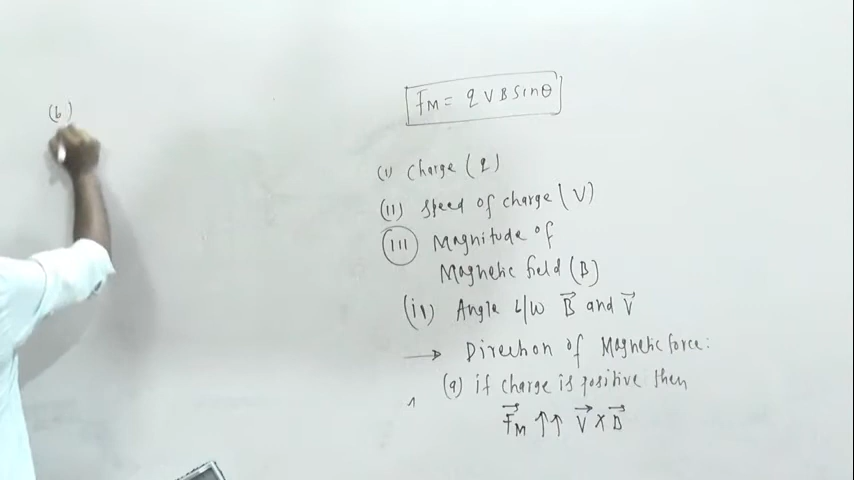 (b)
FM = qVBsinθ
(i) Charge (q)
(ii) Speed of charge (V)
(iii) Magnitude of
Magnetic field (B)
(iv) Angle b/w B⃗ and V⃗
→ Direction of Magnetic force:
(a) if charge is positive then
F⃗M ↑↑ V⃗ × B⃗